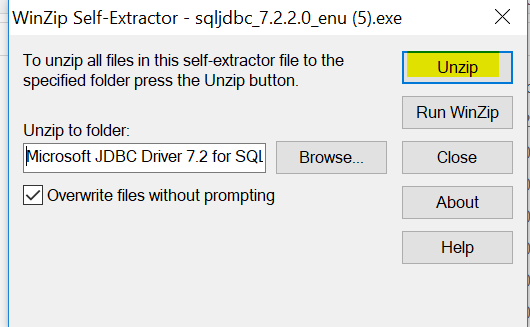 WinZip Self-Extractor - sqljdbc_7.2.2.0_enu (5).exe
To unzip all files in this self-extractor file to the
specified folder press the Unzip button.
Unzip to folder:
Microsoft JDBC Driver 7.2 for SQL
Browse...
Overwrite files without prompting
Unzip
Run WinZip
Close
About
Help